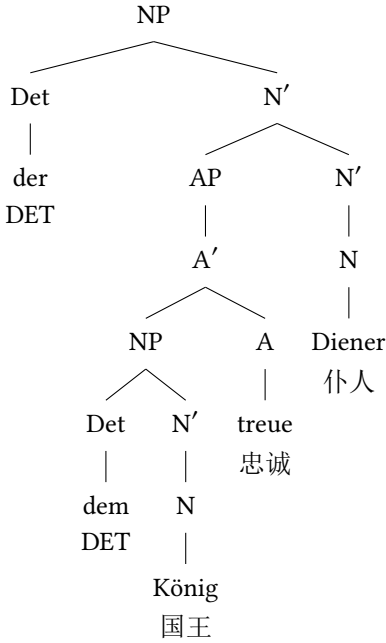 NP
Det N′
der AP N′
DET
A′ N
NP A Diener
仆人
Det N′ treue
忠诚
dem N
DET
König
国王